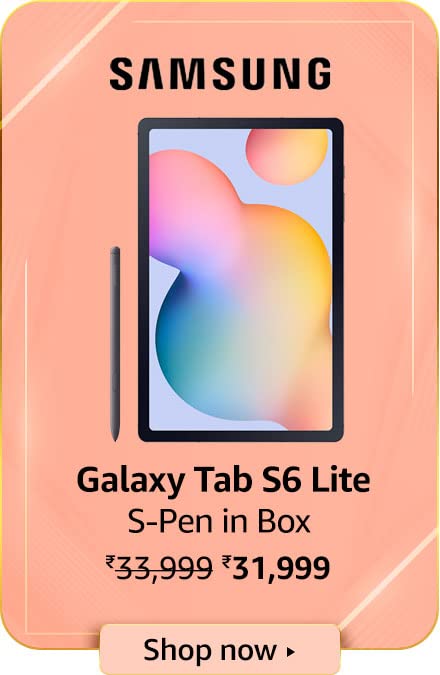 SAMSUNG
Galaxy Tab S6 Lite
S-Pen in Box
₹33,999 ₹31,999
Shop now ▸